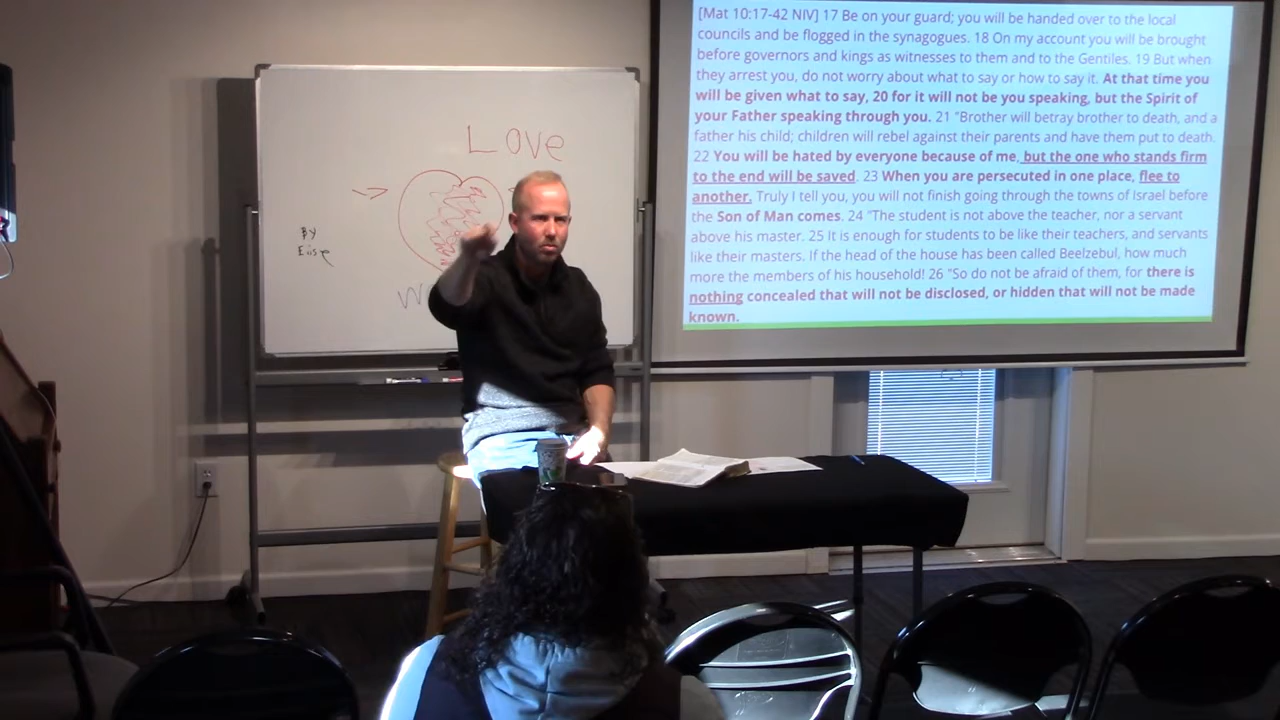 Love
By
[Mat 10:17-42 NIV] 17 Be on your guard; you will be handed over to the local
councils and be flogged in the synagogues. 18 On my account you will be brought
before governors and kings as witnesses to them and to the Gentiles. 19 But when
they arrest you, do not worry about what to say or how to say it. At that time you
will be given what to say, 20 for it will not be you speaking, but the Spirit of
your Father speaking through you. 21 "Brother will betray brother to death, and a
father his child; children will rebel against their parents and have them put to death.
22 You will be hated by everyone because of me, but the one who stands firm
to the end will be saved. 23 When you are persecuted in one place, flee to
another. Truly I tell you, you will not finish going through the towns of Israel before
the Son of Man comes. 24 "The student is not above the teacher, nor a servant
above his master. 25 It is enough for students to be like their teachers, and servants
like their masters. If the head of the house has been called Beelzebul, how much
more the members of his household! 26 "So do not be afraid of them, for there is
nothing concealed that will not be disclosed, or hidden that will not be made
known.